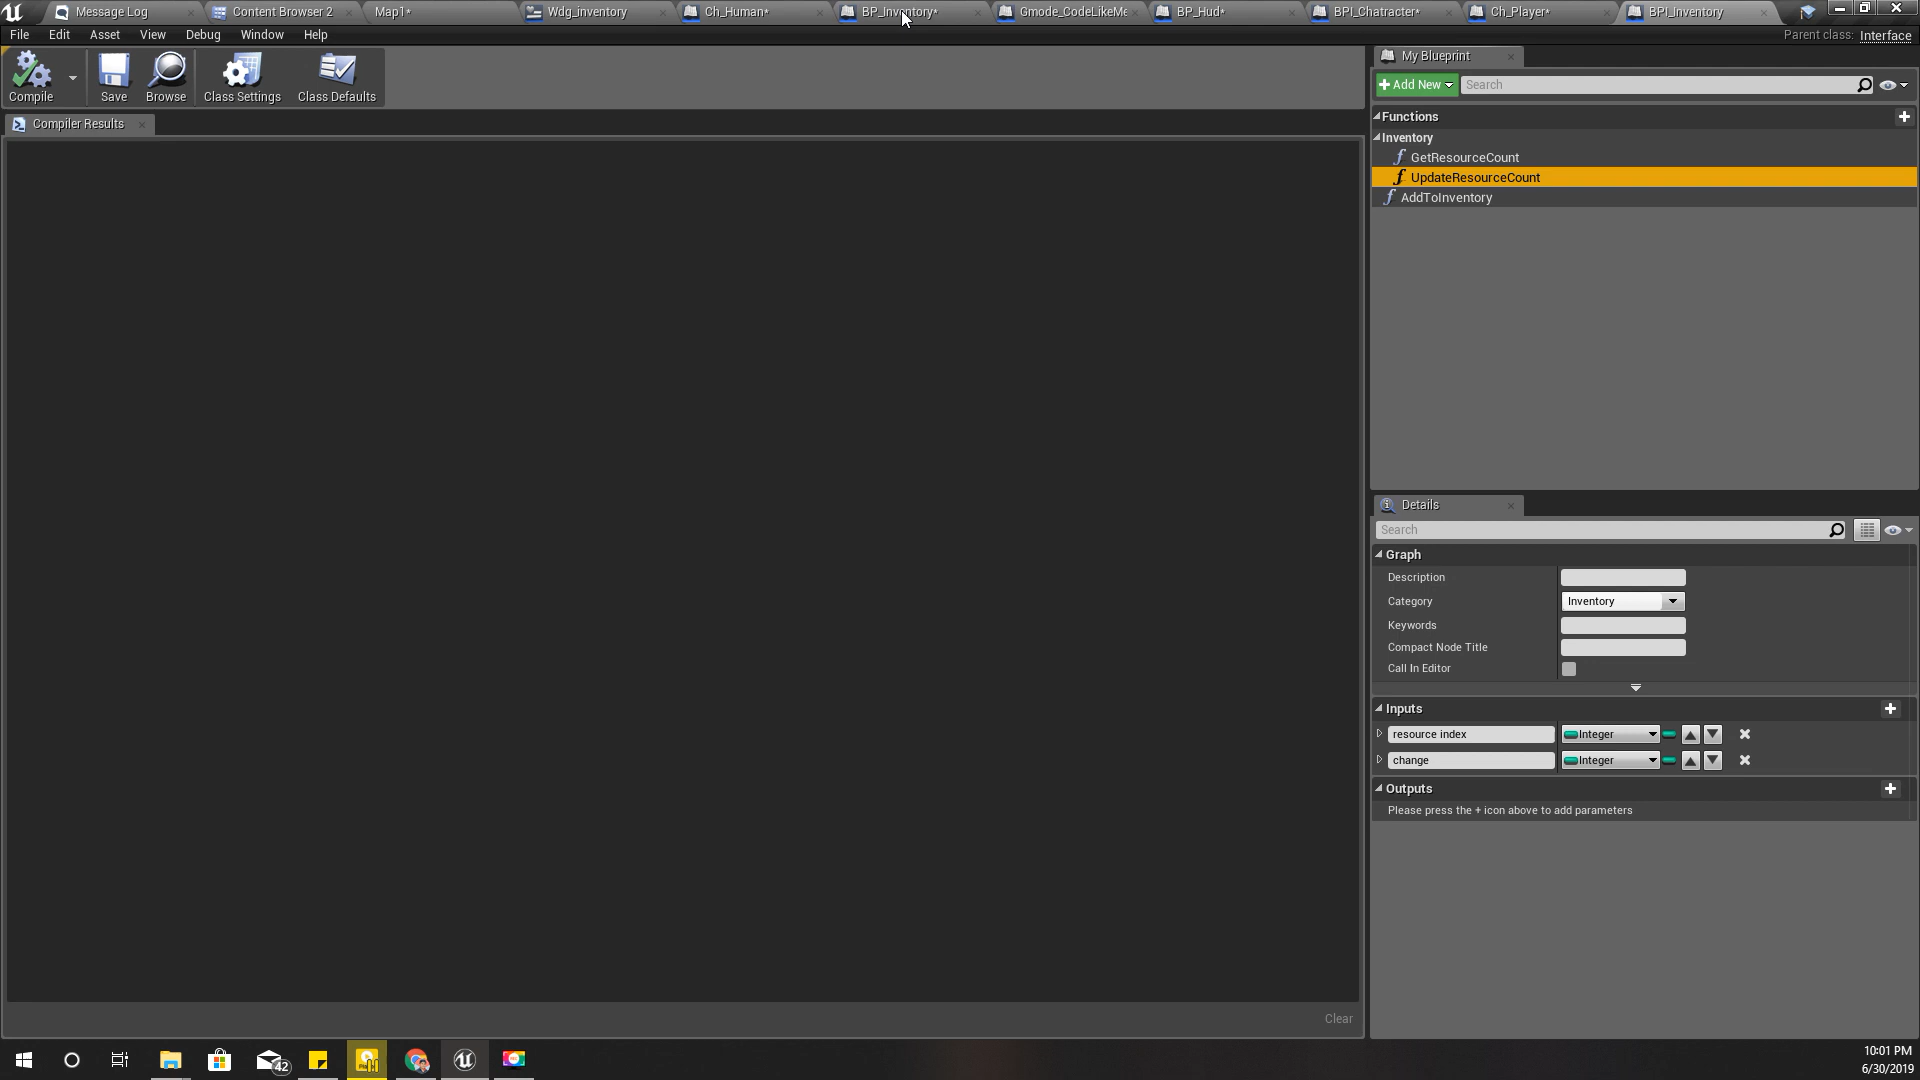 Message Log
Content Browser 2
Map1*
Wdg_inventory
Ch_Human*
BP_Inventory*
Gmode_CodeLikeMe
BP_Hud*
BPI_Chatracter*
Ch_Player*
BPI_Inventory
File Edit Asset View Debug Window Help
Parent class: Interface
Compile
Save
Browse
Class Settings
Class Defaults
Compiler Results
Clear
My Blueprint
Add New
Search
Functions
Inventory
GetResourceCount
UpdateResourceCount
AddToInventory
Details
Search
Graph
Description
Category Inventory
Keywords
Compact Node Title
Call In Editor
Inputs
resource index Integer
change Integer
Outputs
Please press the + icon above to add parameters
42
10:01 PM
6/30/2019